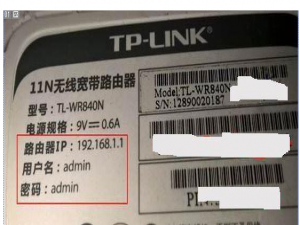 TP-LINK
11N无线宽带路由器
型号：TL-WR840N
电源规格：9V⎓0.6A
路由器IP：192.168.1.1
用户名：admin
密码：admin
Model:TL-WR840N
S/N:12890020187